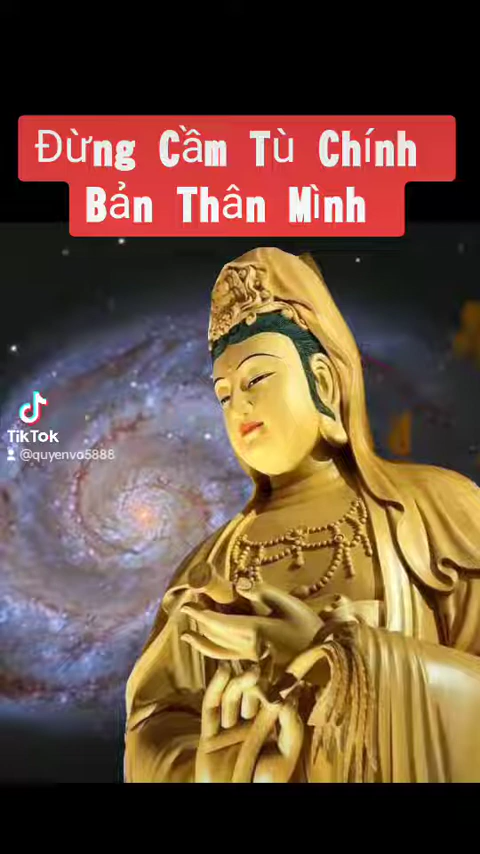 Đừng Cầm Tù Chính
Bản Thân Mình
TikTok
@quyenvo5888